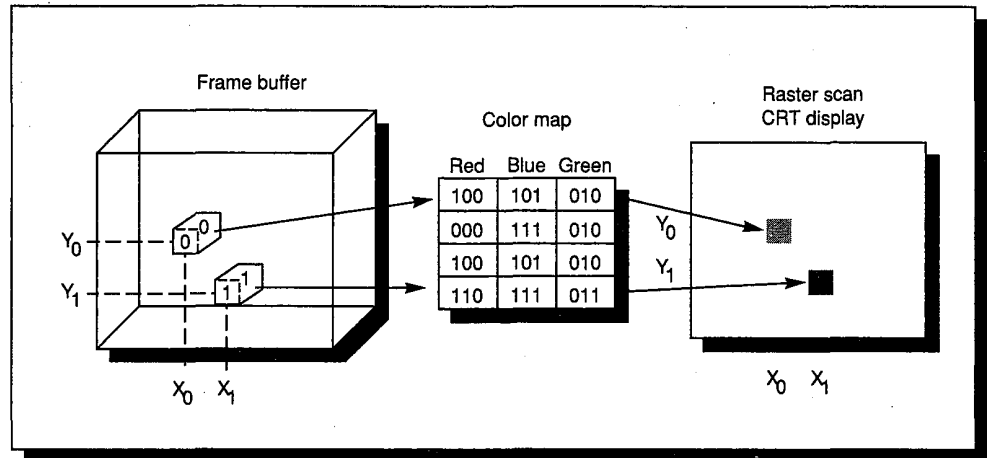 Frame buffer
0 0
1 1
Y0
Y1
X0 X1
Color map
Red Blue Green
100 101 010
000 111 010
100 101 010
110 111 011
Raster scan
CRT display
Y0
Y1
X0 X1